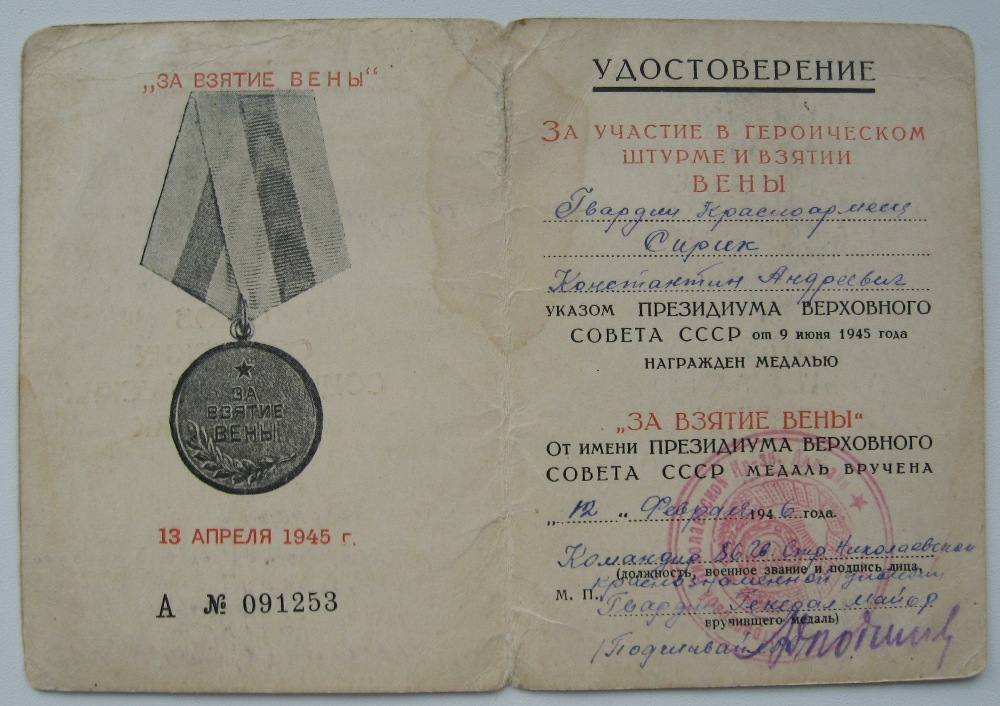 „ЗА ВЗЯТИЕ ВЕНЫ“
ЗА
ВЗЯТИЕ
ВЕНЫ
13 АПРЕЛЯ 1945 г.
А № 091253
УДОСТОВЕРЕНИЕ
ЗА УЧАСТИЕ В ГЕРОИЧЕСКОМ
ШТУРМЕ И ВЗЯТИИ
ВЕНЫ
Гвардии Красноармеец
Сирик
Константин Андреевич
УКАЗОМ ПРЕЗИДИУМА ВЕРХОВНОГО
СОВЕТА СССР от 9 июня 1945 года
НАГРАЖДЕН МЕДАЛЬЮ
„ЗА ВЗЯТИЕ ВЕНЫ“
ОТ ИМЕНИ ПРЕЗИДИУМА ВЕРХОВНОГО
СОВЕТА СССР МЕДАЛЬ ВРУЧЕНА
„12“ Февраля 1946 года.
Командир 86 Гв. Стр. Николаевской
(должность, военное звание и подпись лица,
Краснознаменной дивизии
М. П. Гвардии Генерал Майор
вручившего медаль)